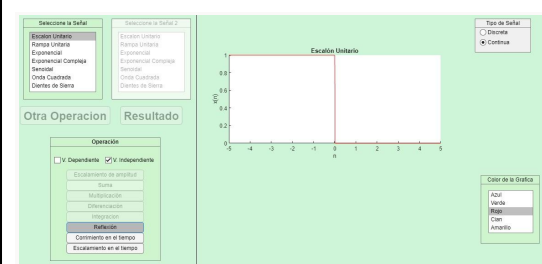 Seleccione la Señal
Escalon Unitario
Rampa Unitaria
Exponencial
Exponencial Compleja
Senoidal
Onda Cuadrada
Dientes de Sierra
Seleccione la Señal 2
Escalon Unitario
Rampa Unitaria
Exponencial
Exponencial Compleja
Senoidal
Onda Cuadrada
Dientes de Sierra
Otra Operacion
Resultado
Operación
V. Dependiente
V. Independiente
Escalamiento de amplitud
Suma
Multiplicación
Diferenciación
Integracion
Reflexión
Corrimiento en el tiempo
Escalamiento en el tiempo
Escalón Unitario
x(n)
1
0.8
0.6
0.4
0.2
0
-5 -4 -3 -2 -1 0 1 2 3 4 5
n
Tipo de Señal
Discreta
Continua
Color de la Grafica
Azul
Verde
Rojo
Cian
Amarillo